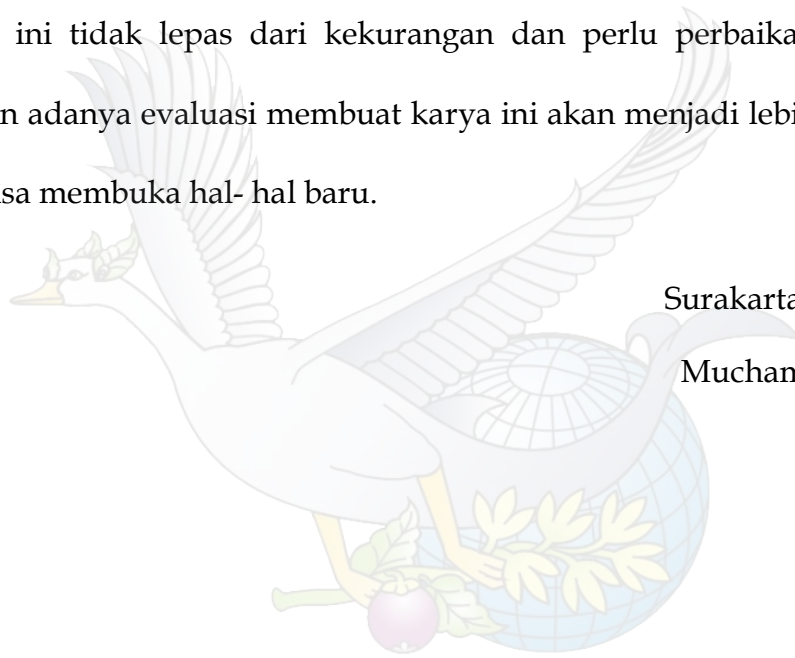 ini tidak lepas dari kekurangan dan perlu perbaika
n adanya evaluasi membuat karya ini akan menjadi lebi
sa membuka hal- hal baru.
Surakarta
Mucham